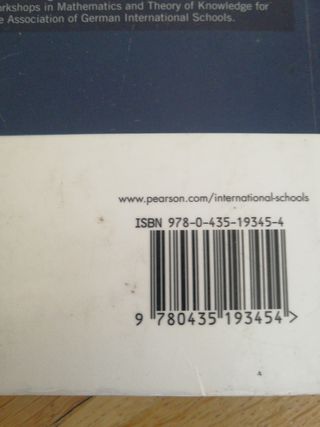 orkshops in Mathematics and Theory of Knowledge for
e Association of German International Schools.
www.pearson.com/international-schools
ISBN 978-0-435-19345-4
9 780435 193454 >